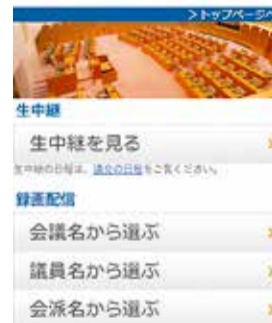 ＞トップページへ
生中継
生中継を見る
生中継の日程は、議会の日程をご覧ください。
録画配信
会議名から選ぶ
議員名から選ぶ
会派名から選ぶ